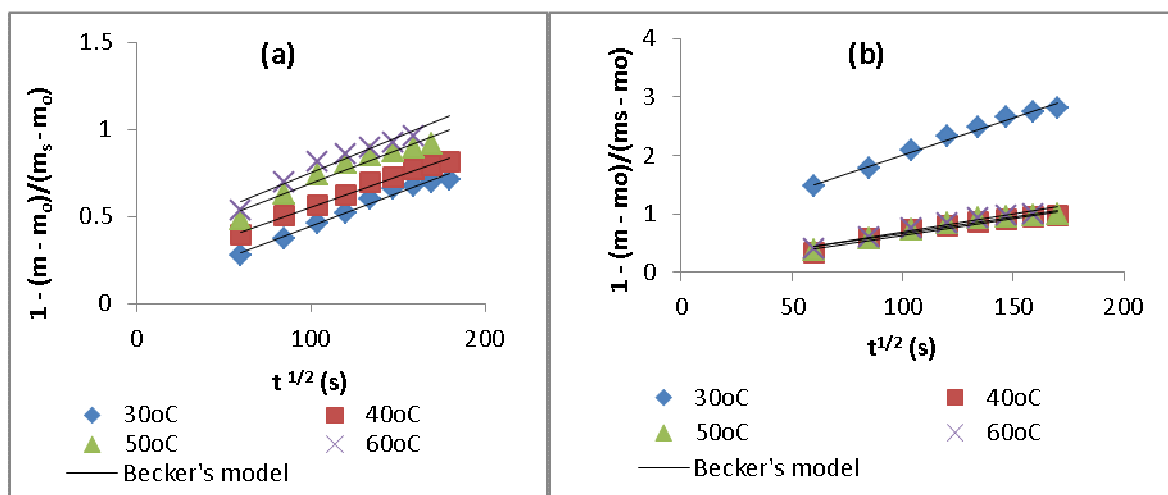 (a)
1 - (m - mo)/(ms - mo)
1.5
1
0.5
0
0 100 200
t 1/2 (s)
30oC 40oC
50oC 60oC
Becker's model
(b)
1 - (m - mo)/(ms - mo)
4
3
2
1
0
0 50 100 150 200
t1/2 (s)
30oC 40oC
50oC 60oC
Becker's model